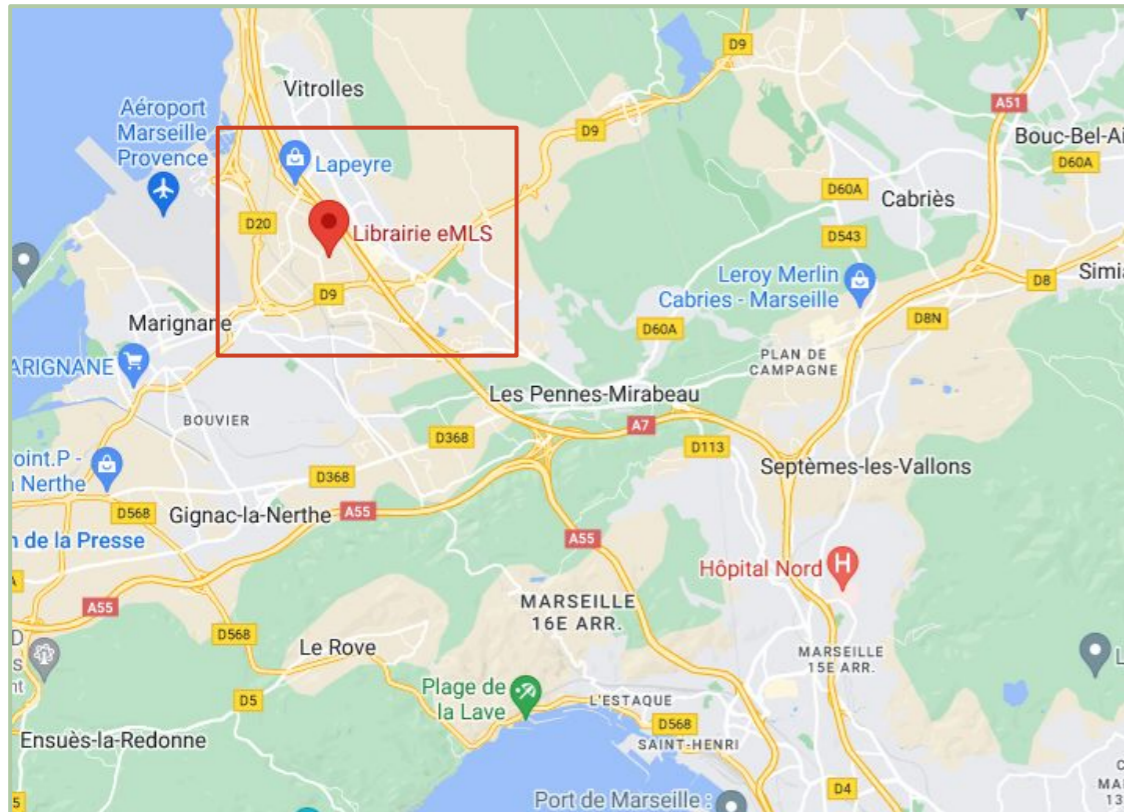 D9
Vitrolles
A51
Aéroport
Marseille
Provence
D9
D9
Bouc-Bel-Ai
Lapeyre
D60A
D60A
Cabriès
D20
Librairie eMLS
D543
Leroy Merlin
Cabries - Marseille
D8
Simia
D9
D8N
Marignane
D60A
PLAN DE
CAMPAGNE
ARIGNANE
Les Pennes-Mirabeau
BOUVIER
A7
D368
D113
oint.P -
Nerthe
D368
Septèmes-les-Vallons
D568
Gignac-la-Nerthe
A55
n de la Presse
A55
Hôpital Nord
A55
MARSEILLE
16E ARR.
D568
Le Rove
MARSEILLE
15E ARR.
Plage de
la Lave
D5
L'ESTAQUE
D568
SAINT-HENRI
Ensuès-la-Redonne
D4
Port de Marseille :
5